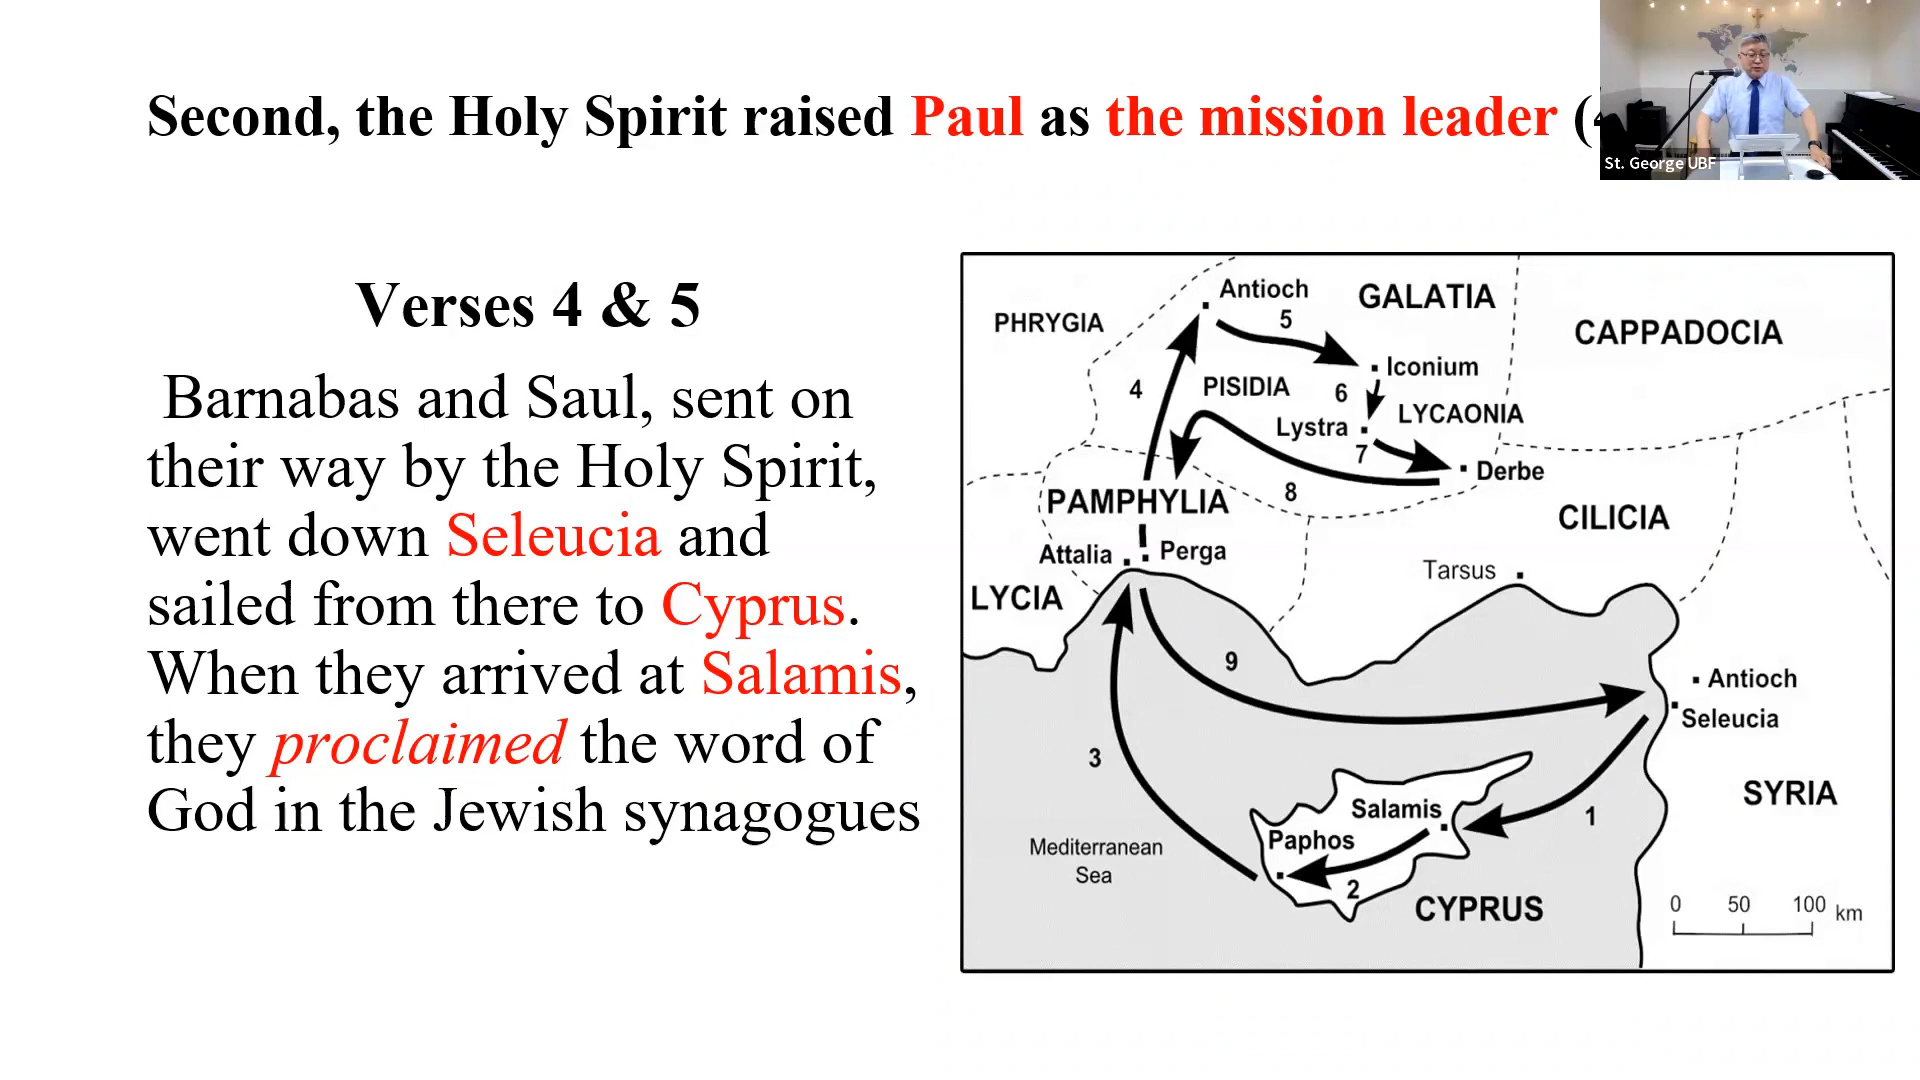 Second, the Holy Spirit raised Paul as the mission leader (
St. George UBF
Verses 4 & 5
Barnabas and Saul, sent on
their way by the Holy Spirit,
went down Seleucia and
sailed from there to Cyprus.
When they arrived at Salamis,
they proclaimed the word of
God in the Jewish synagogues
Antioch
GALATIA
PHRYGIA
5
CAPPADOCIA
Iconium
4
PISIDIA
6
LYCAONIA
Lystra
7
Derbe
8
PAMPHYLIA
CILICIA
Attalia
Perga
Tarsus
LYCIA
9
Antioch
Seleucia
3
SYRIA
Salamis
1
Paphos
Mediterranean
Sea
2
CYPRUS
0 50 100 km